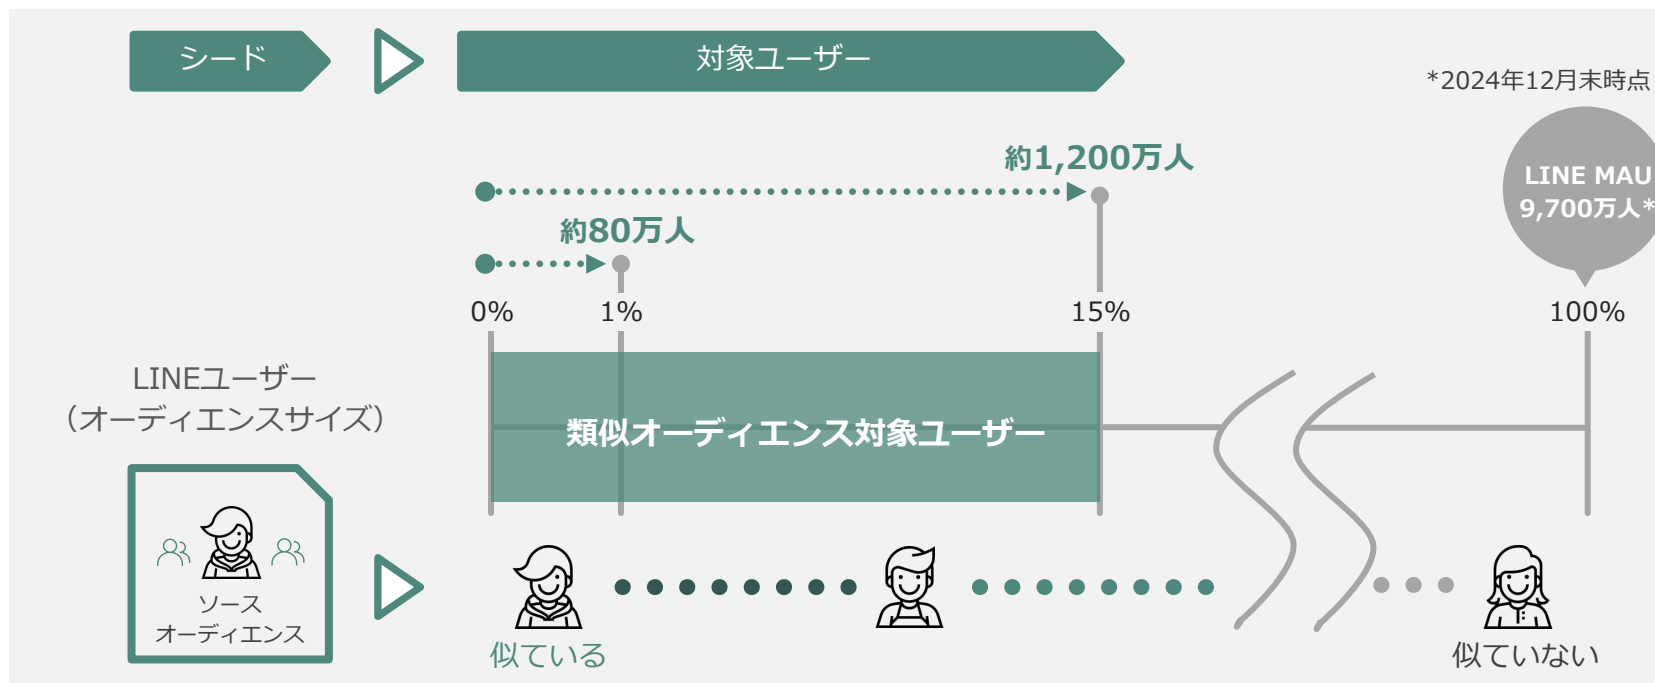 シード
対象ユーザー
*2024年12月末時点
約1,200万人
LINE MAU
9,700万人*
約80万人
0%
1%
15%
100%
LINEユーザー
（オーディエンスサイズ）
類似オーディエンス対象ユーザー
ソース
オーディエンス
似ている
似ていない